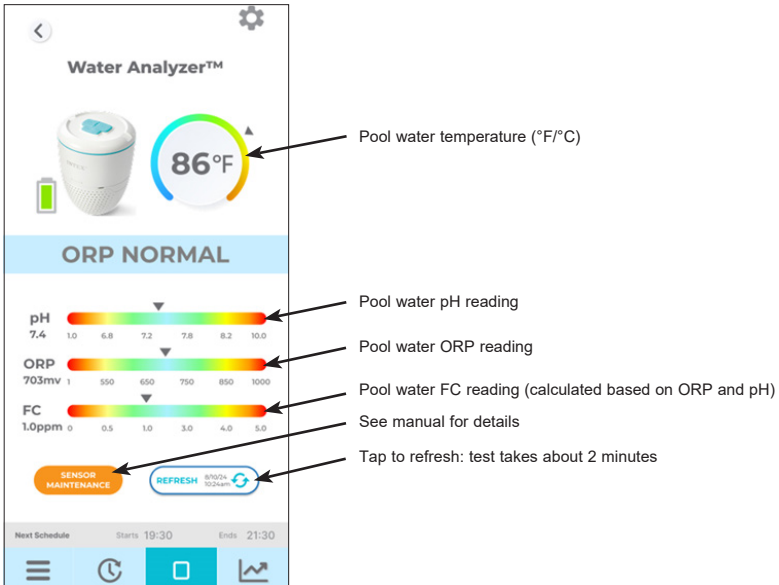 Water Analyzer™
86°F
Pool water temperature (°F/°C)
ORP NORMAL
pH
7.4
1.0 6.8 7.2 7.8 8.2 10.0
Pool water pH reading
ORP
703mv
1 550 650 750 850 1000
Pool water ORP reading
FC
1.0ppm
0 0.5 1.0 3.0 4.0 5.0
Pool water FC reading (calculated based on ORP and pH)
SENSOR
MAINTENANCE
See manual for details
REFRESH
8/10/24
10:24am
Tap to refresh: test takes about 2 minutes
Next Schedule Starts 19:30 Ends 21:30